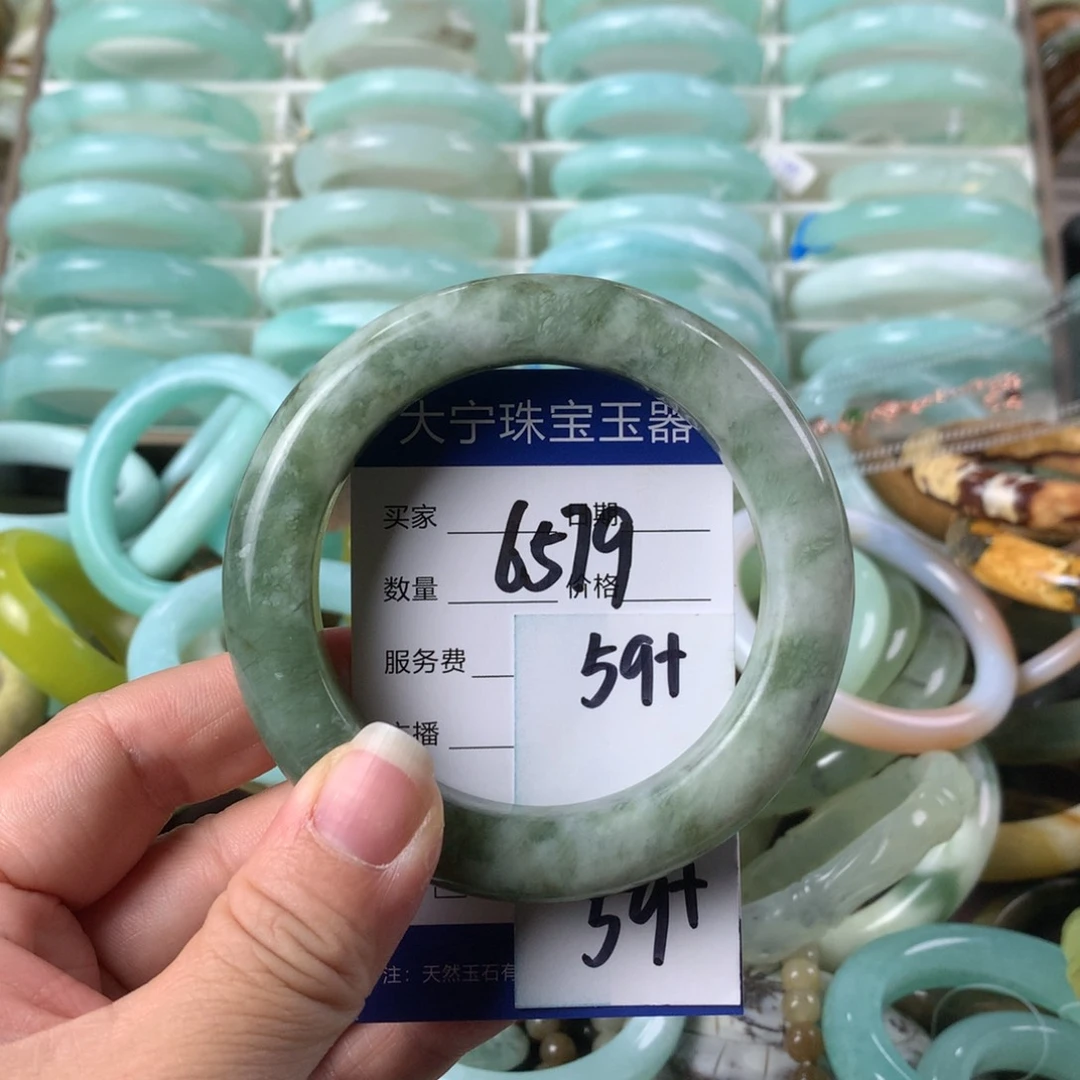 大宁珠宝玉器
买家 日期
6579
数量 价格
服务费
59+
主播
59+
注：天然玉石有